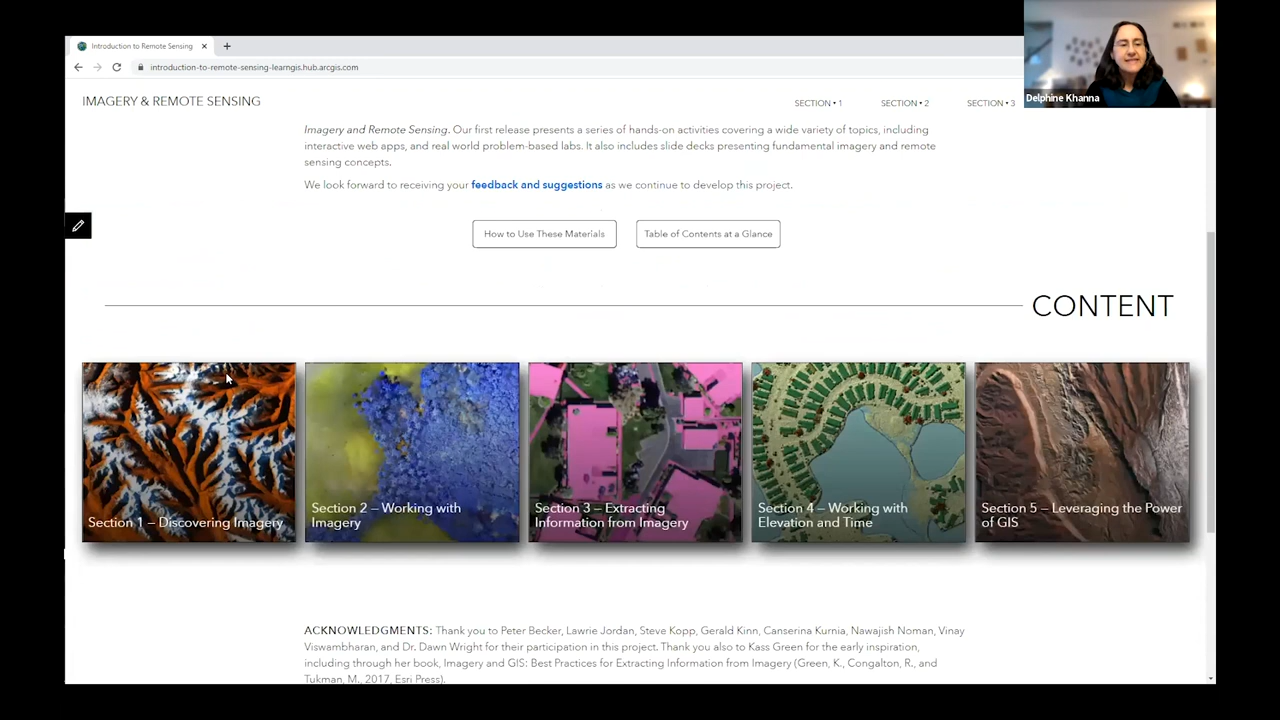 Introduction to Remote Sensing
introduction-to-remote-sensing-learngis.hub.arcgis.com
Delphine Khanna
IMAGERY & REMOTE SENSING
SECTION • 1
SECTION • 2
SECTION • 3
Imagery and Remote Sensing. Our first release presents a series of hands-on activities covering a wide variety of topics, including
interactive web apps, and real world problem-based labs. It also includes slide decks presenting fundamental imagery and remote
sensing concepts.
We look forward to receiving your feedback and suggestions as we continue to develop this project.
How to Use These Materials
Table of Contents at a Glance
CONTENT
Section 1 – Discovering Imagery
Section 2 – Working with
Imagery
Section 3 – Extracting
Information from Imagery
Section 4 – Working with
Elevation and Time
Section 5 – Leveraging the Power
of GIS
ACKNOWLEDGMENTS: Thank you to Peter Becker, Lawrie Jordan, Steve Kopp, Gerald Kinn, Canserina Kurnia, Nawajish Noman, Vinay
Viswambharan, and Dr. Dawn Wright for their participation in this project. Thank you also to Kass Green for the early inspiration,
including through her book, Imagery and GIS: Best Practices for Extracting Information from Imagery (Green, K., Congalton, R., and
Tukman, M., 2017, Esri Press).